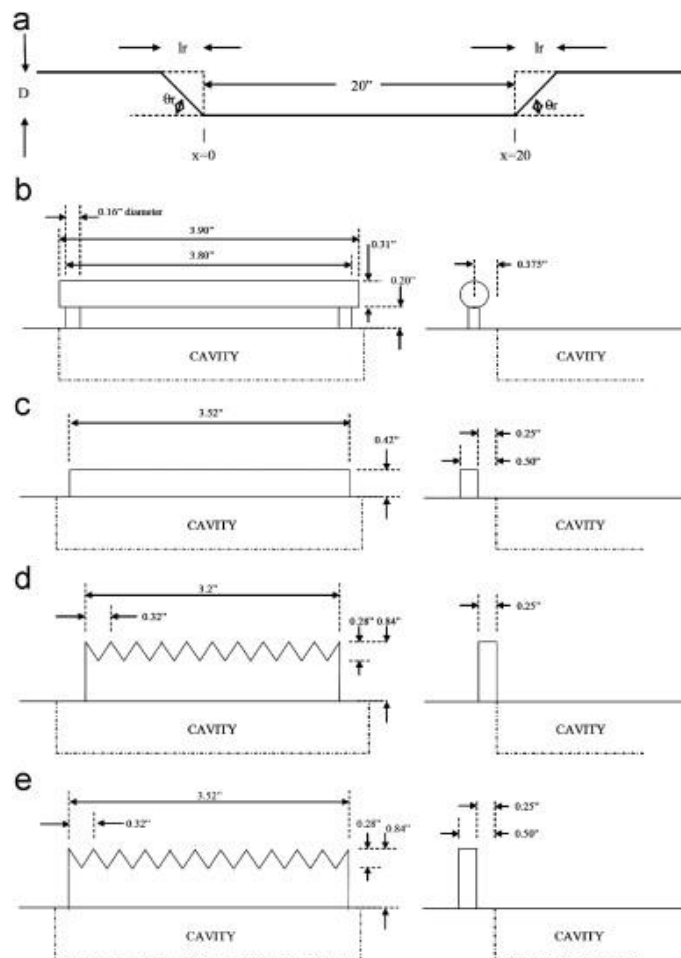 a
lr
lr
20"
D
θr
θr
x=0
x=20
b
0.16" diameter
3.90"
3.80"
0.31"
0.20"
0.375"
CAVITY
CAVITY
c
3.52"
0.42"
0.25"
0.50"
CAVITY
CAVITY
d
3.2"
0.32"
0.28" 0.84"
0.25"
CAVITY
CAVITY
e
3.52"
0.32"
0.28"
0.84"
0.25"
0.50"
CAVITY
CAVITY